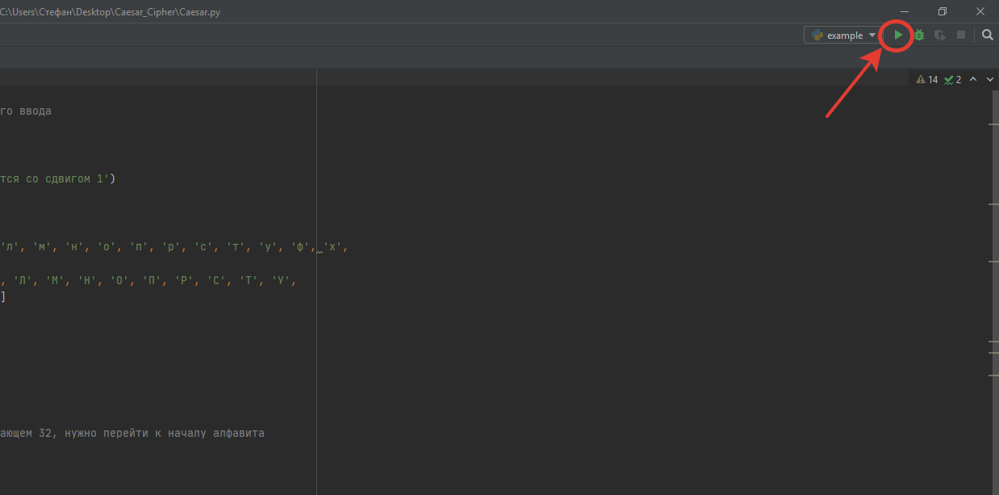 C:\Users\Стефан\Desktop\Caesar_Cipher\Caesar.py
example
14 2
го ввода
тся со сдвигом 1')
'л', 'м', 'н', 'о', 'п', 'р', 'с', 'т', 'у', 'ф', 'х',
, 'Л', 'М', 'Н', 'О', 'П', 'Р', 'С', 'Т', 'У',
]
ающем 32, нужно перейти к началу алфавита